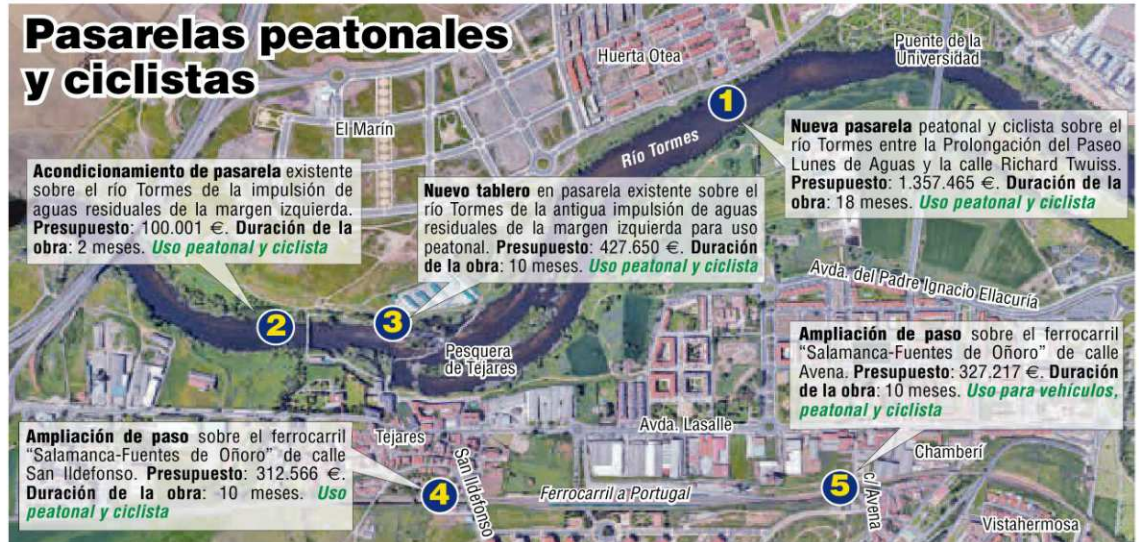 Pasarelas peatonales
y ciclistas
Huerta Otea
Puente de la
Universidad
El Marín
1
Río Tormes
Nueva pasarela peatonal y ciclista sobre el
río Tormes entre la Prolongación del Paseo
Lunes de Aguas y la calle Richard Twuiss.
Presupuesto: 1.357.465 €. Duración de la
obra: 18 meses. Uso peatonal y ciclista
Acondicionamiento de pasarela existente
sobre el río Tormes de la impulsión de
aguas residuales de la margen izquierda.
Presupuesto: 100.001 €. Duración de la
obra: 2 meses. Uso peatonal y ciclista
Nuevo tablero en pasarela existente sobre el
río Tormes de la antigua impulsión de aguas
residuales de la margen izquierda para uso
peatonal. Presupuesto: 427.650 €. Duración
de la obra: 10 meses. Uso peatonal y ciclista
Avda. del Padre Ignacio Ellacuría
2
3
Pesquera
de Tejares
Ampliación de paso sobre el ferrocarril
“Salamanca-Fuentes de Oñoro” de calle
Avena. Presupuesto: 327.217 €. Duración
de la obra: 10 meses. Uso para vehículos,
peatonal y ciclista
Avda. Lasalle
Tejares
San Ildefonso
Chamberí
Ampliación de paso sobre el ferrocarril
“Salamanca-Fuentes de Oñoro” de calle
San Ildefonso. Presupuesto: 312.566 €.
Duración de la obra: 10 meses. Uso
peatonal y ciclista
4
Ferrocarril a Portugal
5
c/ Avena
Vistahermosa